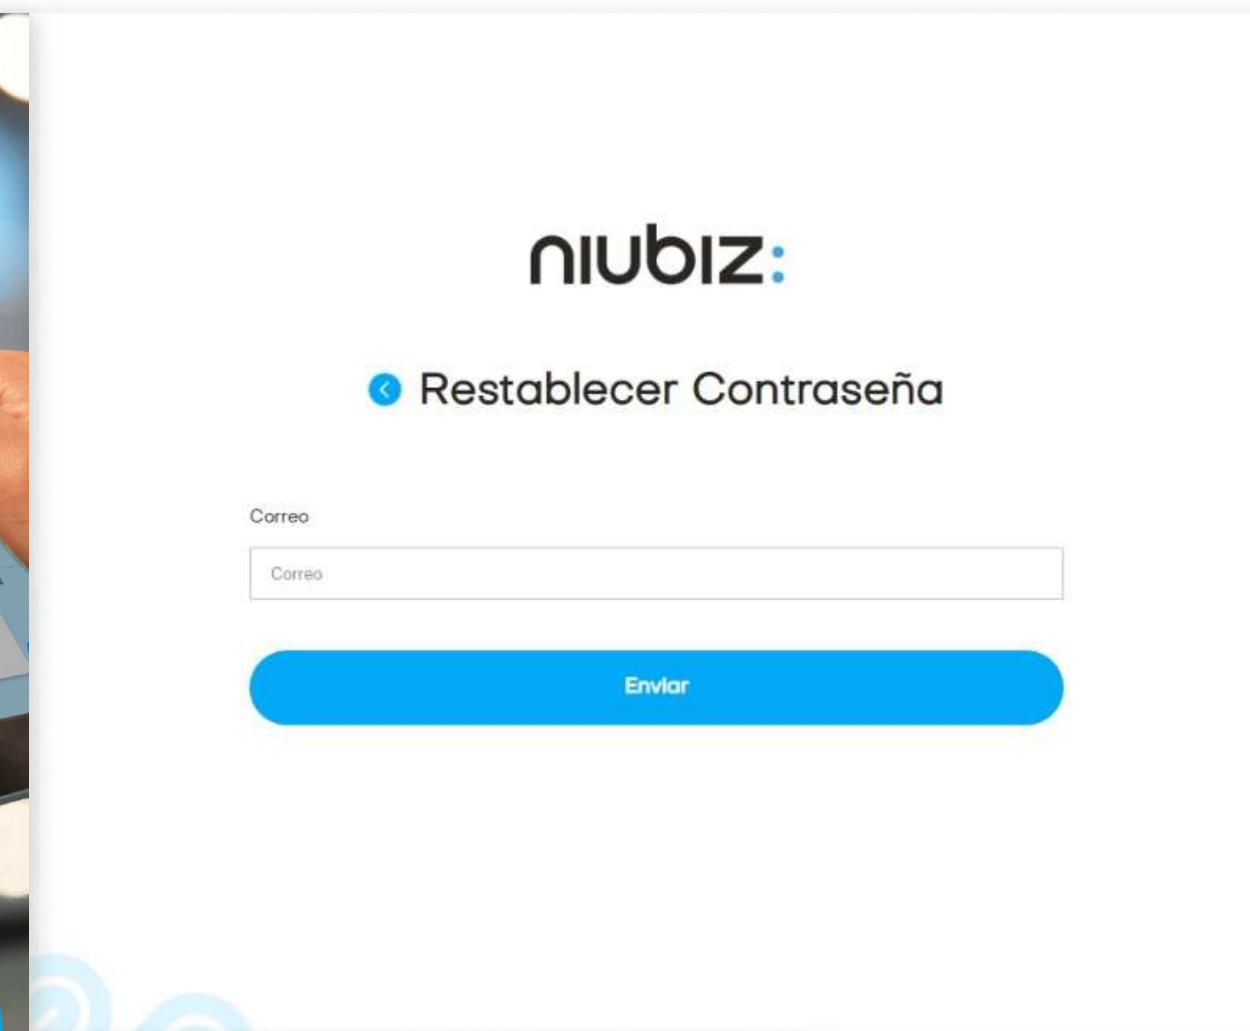 niubiz:
Restablecer Contraseña
Correo
Correo
Enviar